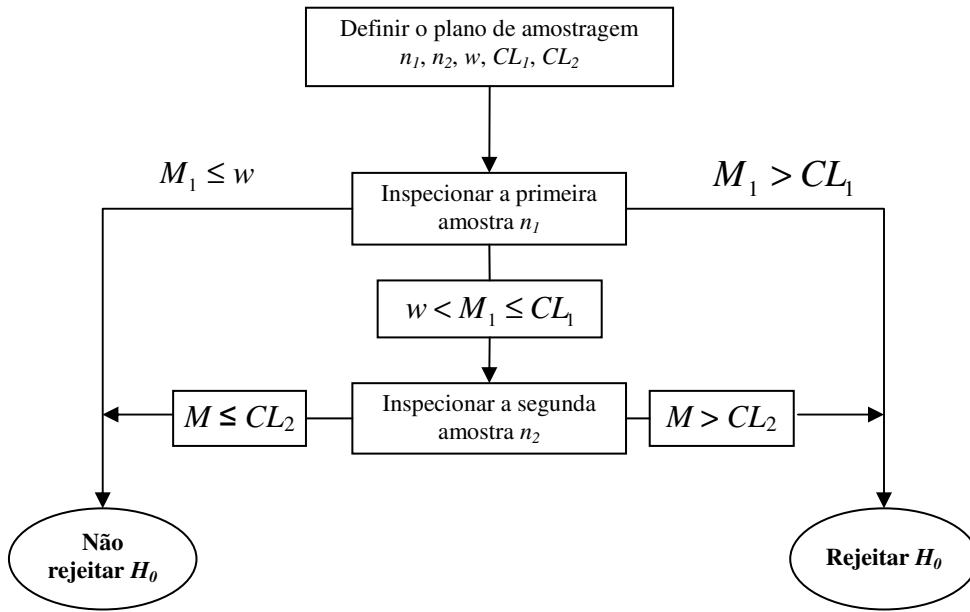 Definir o plano de amostragem
n₁, n₂, w, CL₁, CL₂
M₁ ≤ w
M₁ > CL₁
Inspecionar a primeira
amostra n₁
w < M₁ ≤ CL₁
M ≤ CL₂
Inspecionar a segunda
amostra n₂
M > CL₂
Não
rejeitar H₀
Rejeitar H₀